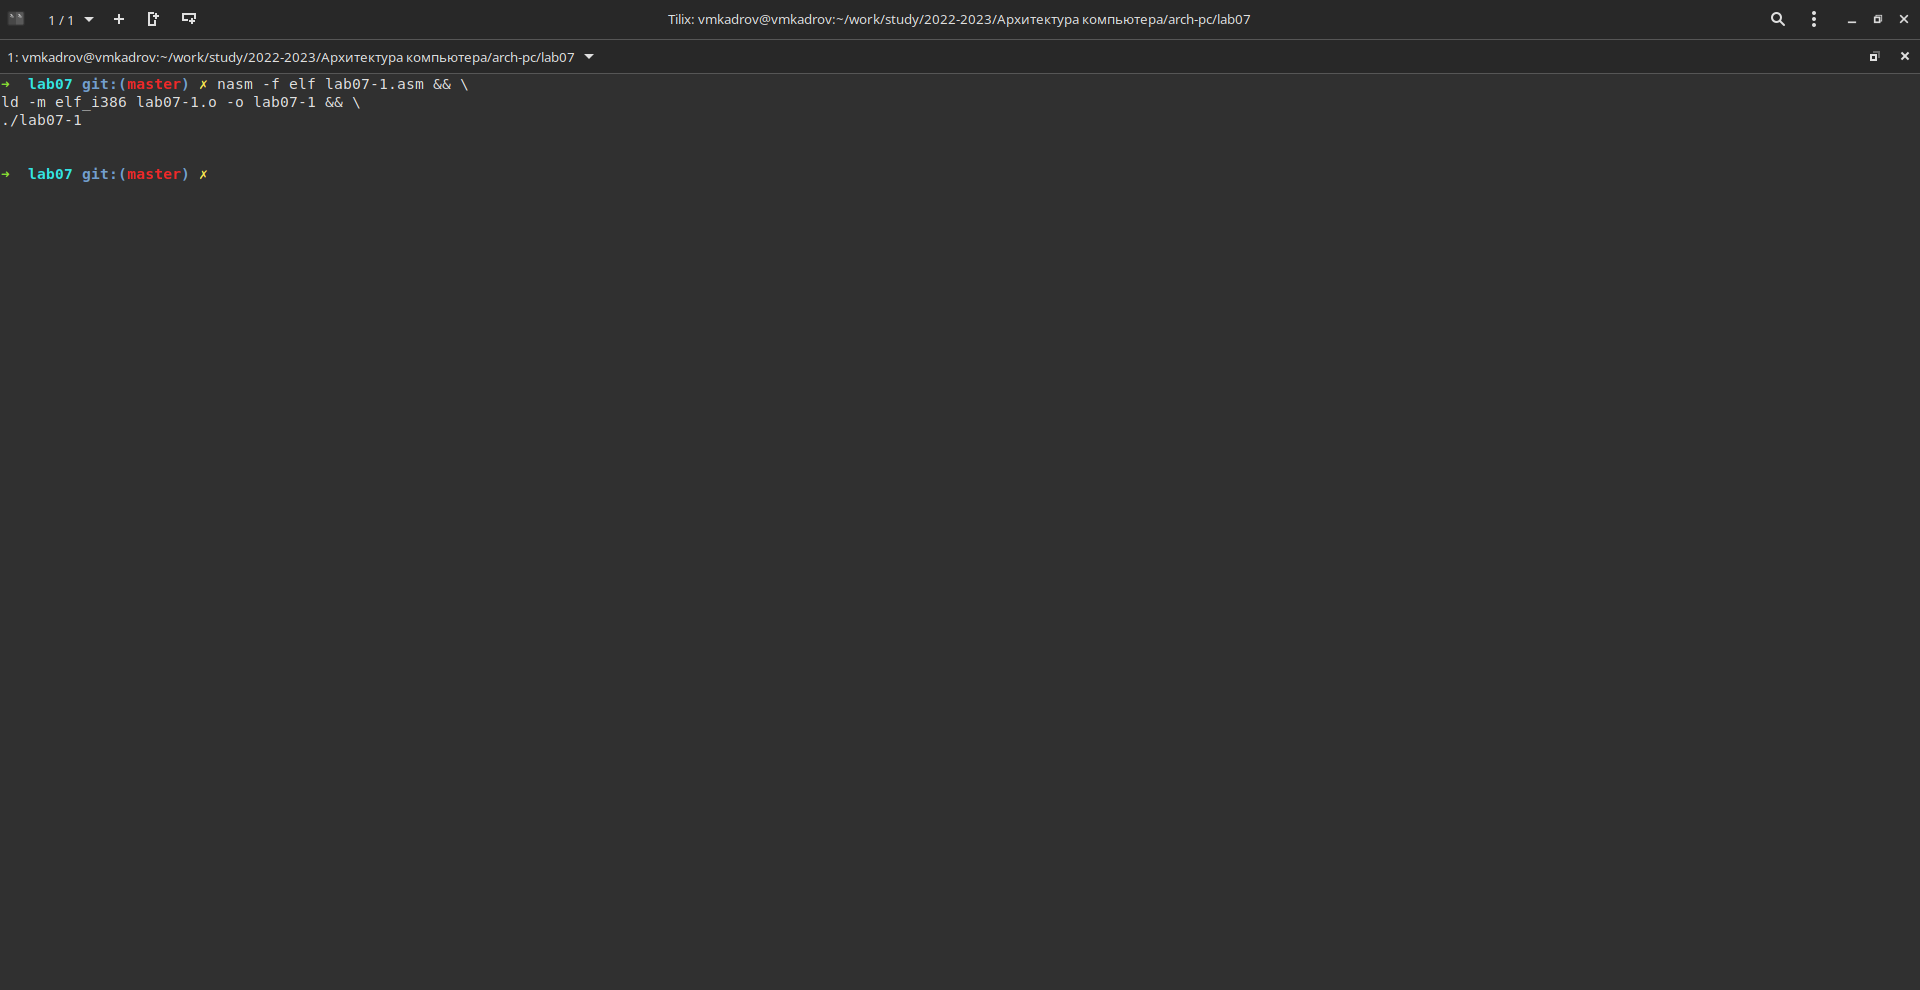 1 / 1
Tilix: vmkadrov@vmkadrov:~/work/study/2022-2023/Архитектура компьютера/arch-pc/lab07
1: vmkadrov@vmkadrov:~/work/study/2022-2023/Архитектура компьютера/arch-pc/lab07
➜  lab07 git:(master) ✗ nasm -f elf lab07-1.asm && \
ld -m elf_i386 lab07-1.o -o lab07-1 && \
./lab07-1
➜  lab07 git:(master) ✗